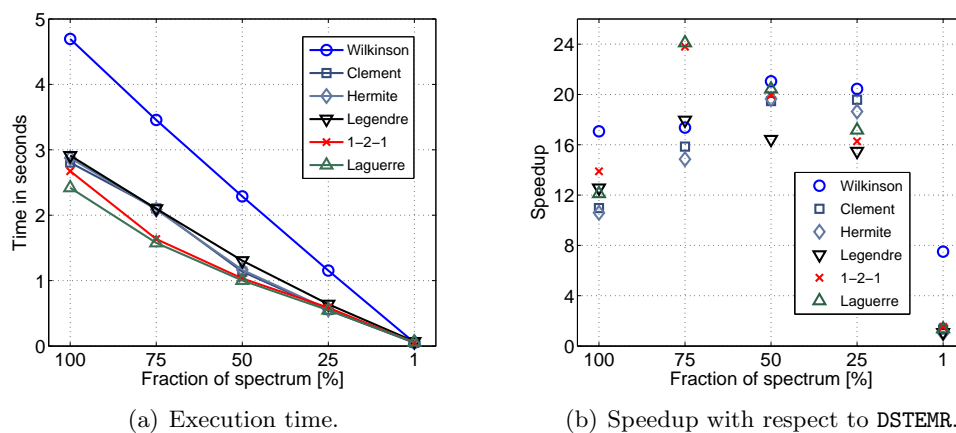 5
4
3
2
1
0
100
75
50
25
1
Time in seconds
Fraction of spectrum [%]
Wilkinson
Clement
Hermite
Legendre
1−2−1
Laguerre
(a) Execution time.
24
20
16
12
8
4
0
100
75
50
25
1
Speedup
Fraction of spectrum [%]
Wilkinson
Clement
Hermite
Legendre
1−2−1
Laguerre
(b) Speedup with respect to DSTEMR.